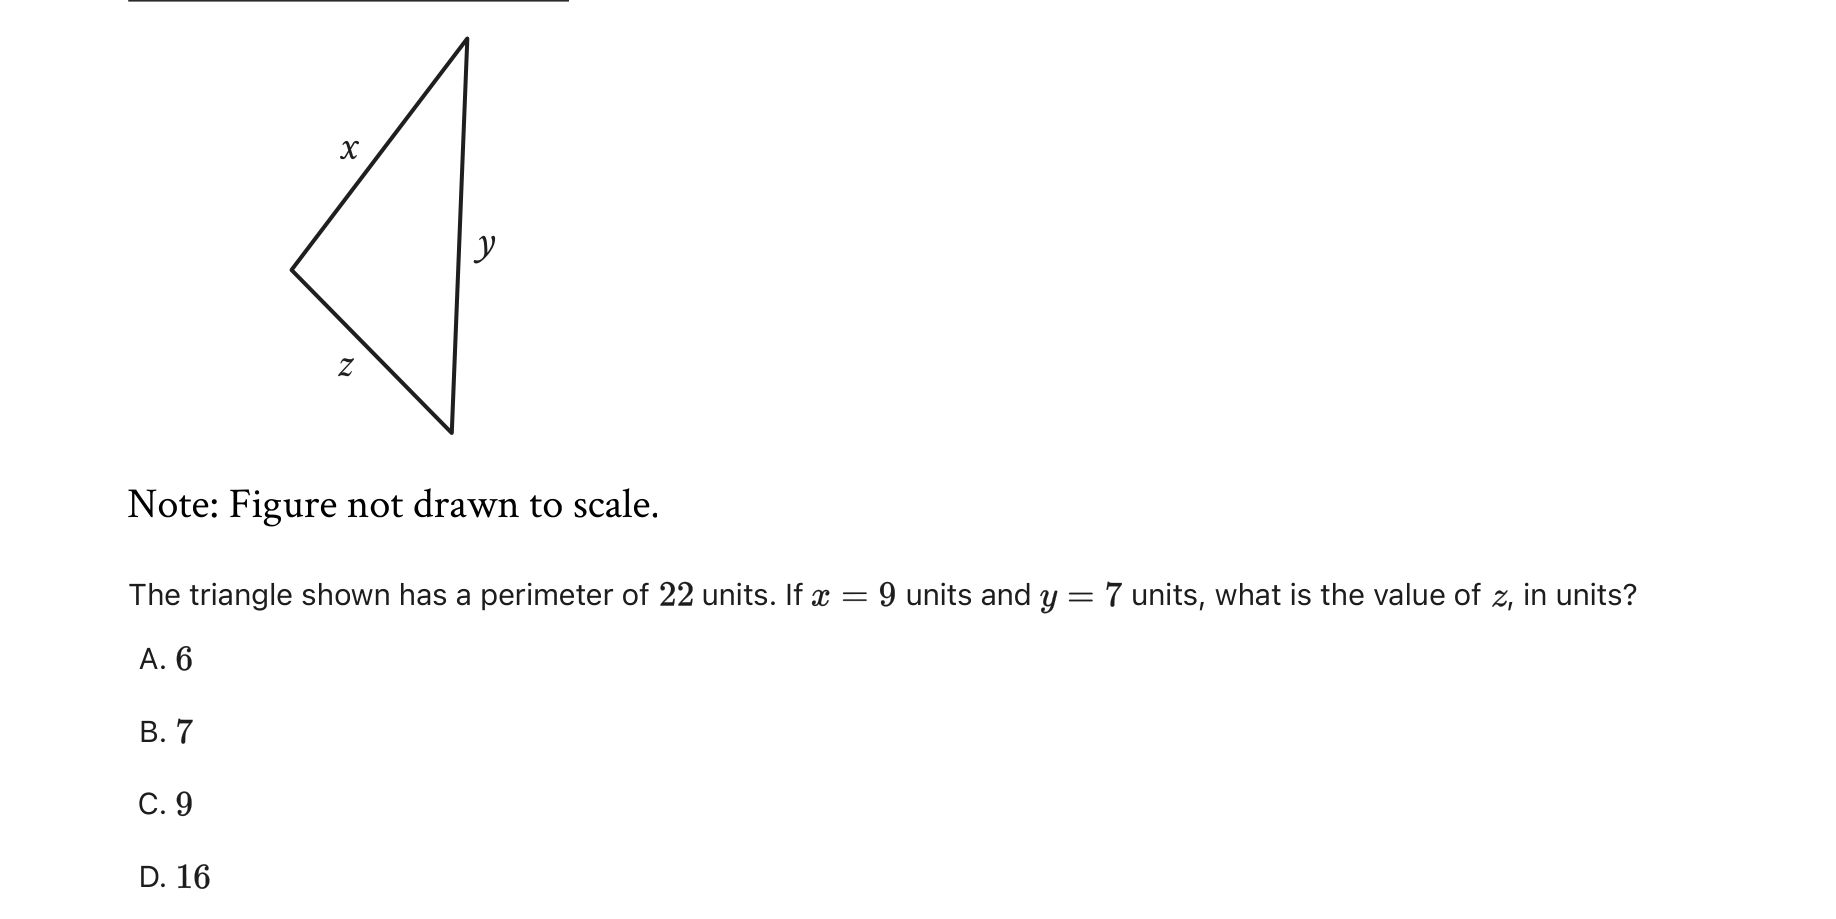 x
y
z
Note: Figure not drawn to scale.
The triangle shown has a perimeter of 22 units. If x = 9 units and y = 7 units, what is the value of z, in units?
A. 6
B. 7
C. 9
D. 16